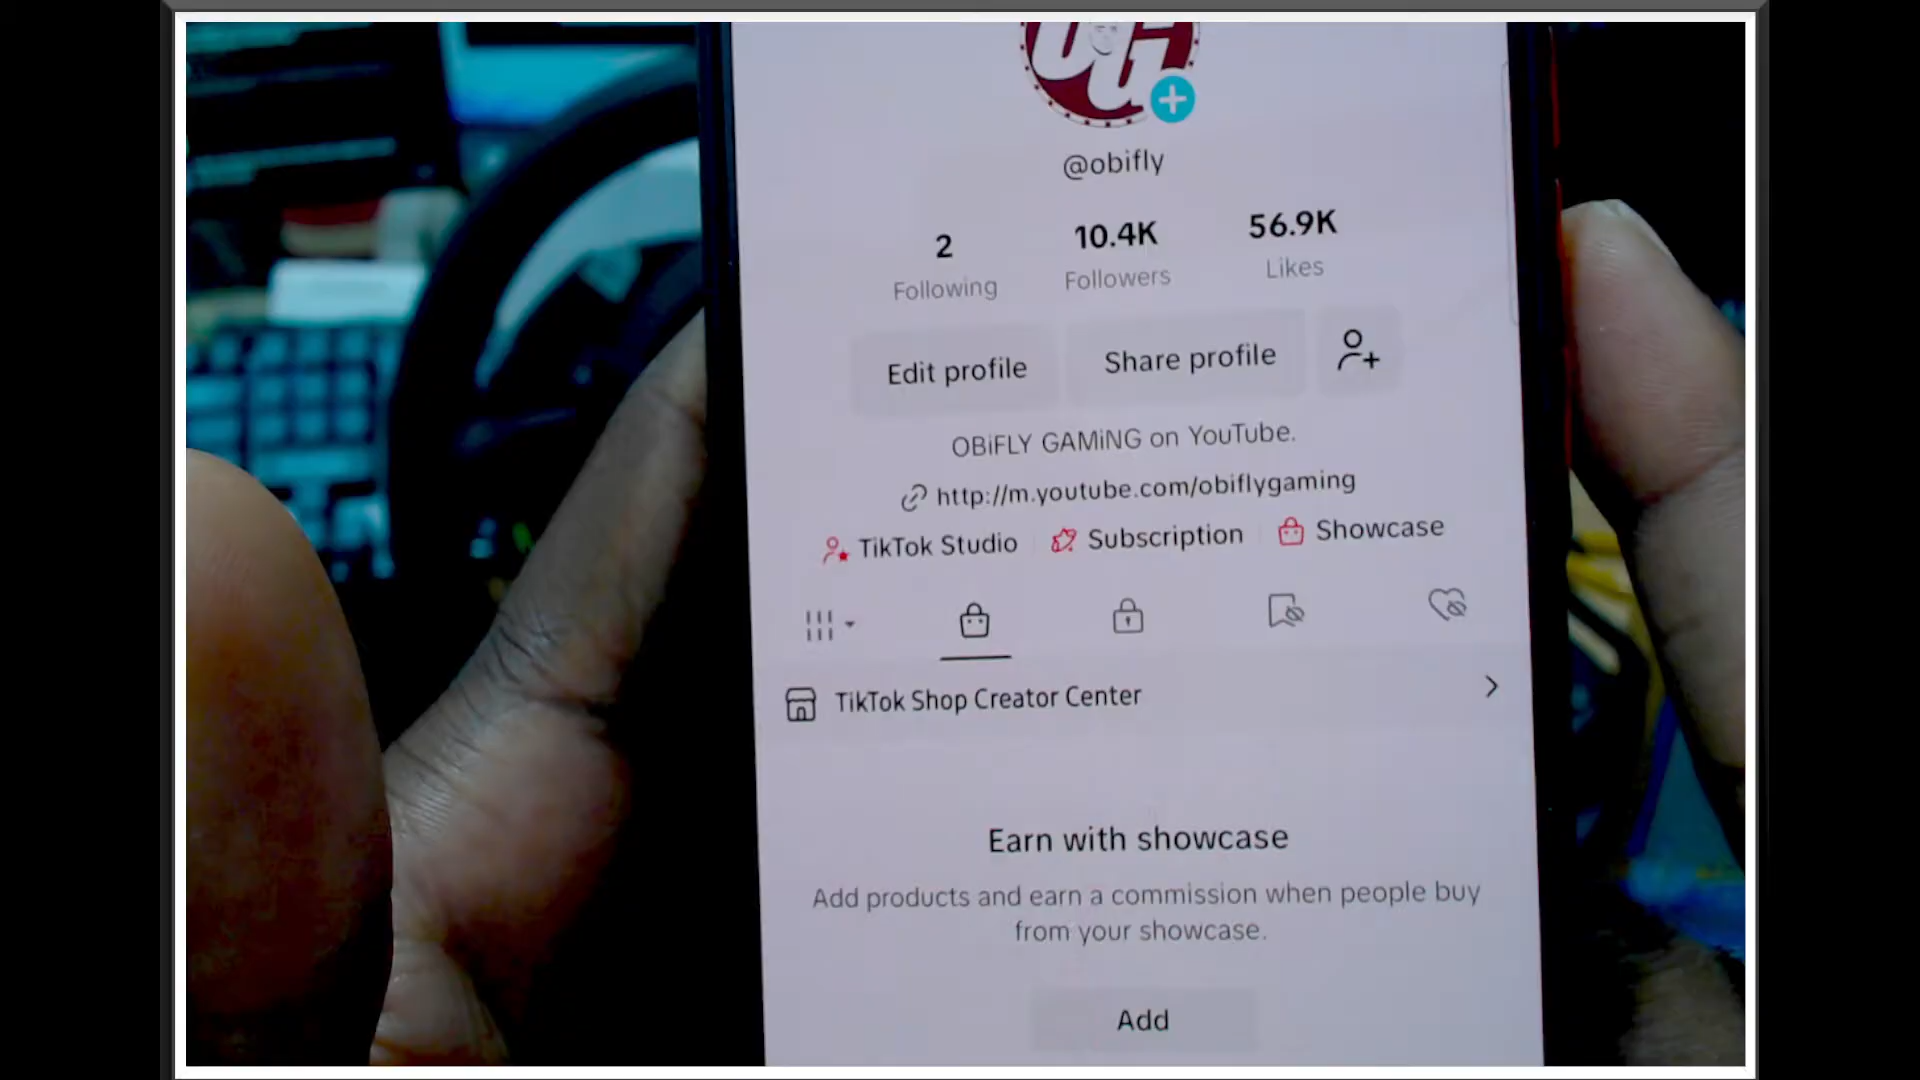 @obifly
2 10.4K 56.9K
Following Followers Likes
Edit profile Share profile
OBiFLY GAMiNG on YouTube.
http://m.youtube.com/obiflygaming
TikTok Studio Subscription Showcase
TikTok Shop Creator Center
Earn with showcase
Add products and earn a commission when people buy
from your showcase.
Add